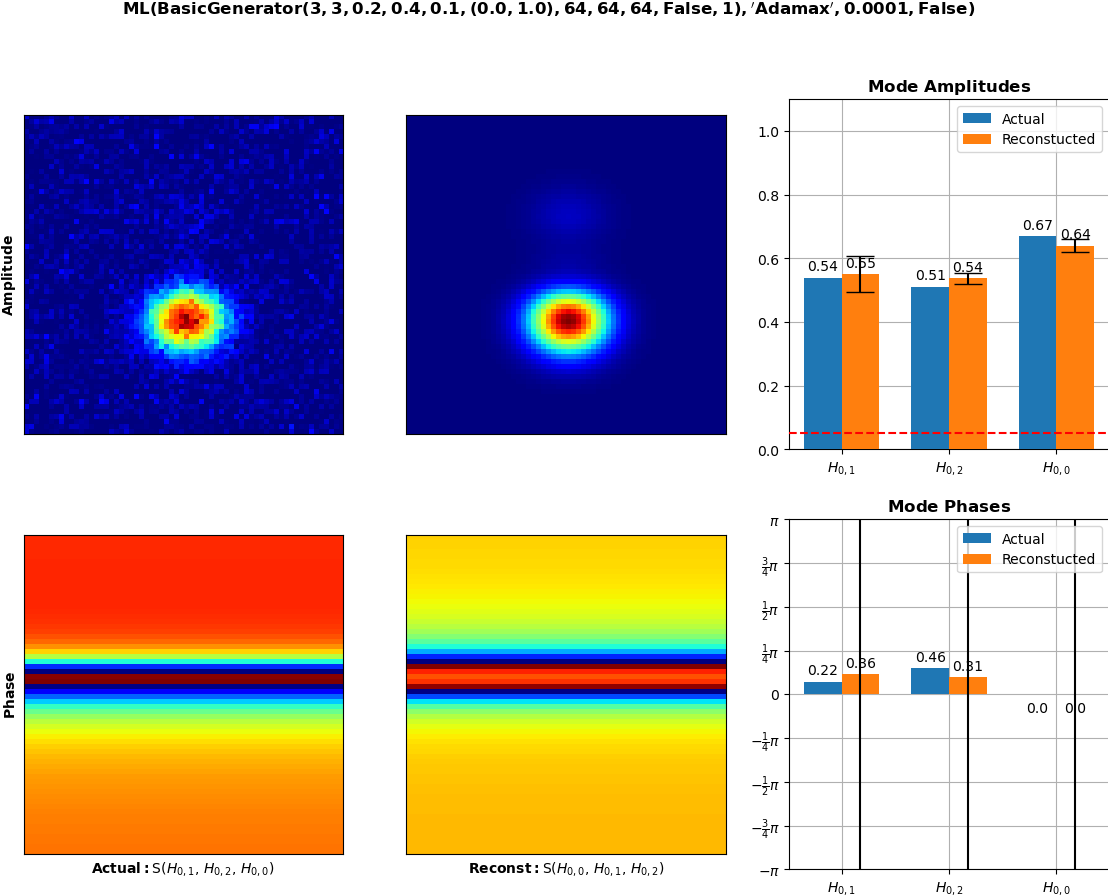 ML(BasicGenerator(3, 3, 0.2, 0.4, 0.1, (0.0, 1.0), 64, 64, 64, False, 1), 'Adamax', 0.0001, False)
Amplitude
Mode Amplitudes
Actual
Reconstucted
1.0
0.8
0.6
0.4
0.2
0.0
0.54
0.55
0.51
0.54
0.67
0.64
H0,1
H0,2
H0,0
Phase
Actual: S(H0,1, H0,2, H0,0)
Reconst: S(H0,0, H0,1, H0,2)
Mode Phases
Actual
Reconstucted
π
3/4π
1/2π
1/4π
0
−1/4π
−1/2π
−3/4π
−π
0.22
0.36
0.46
0.31
0.0
0.0
H0,1
H0,2
H0,0